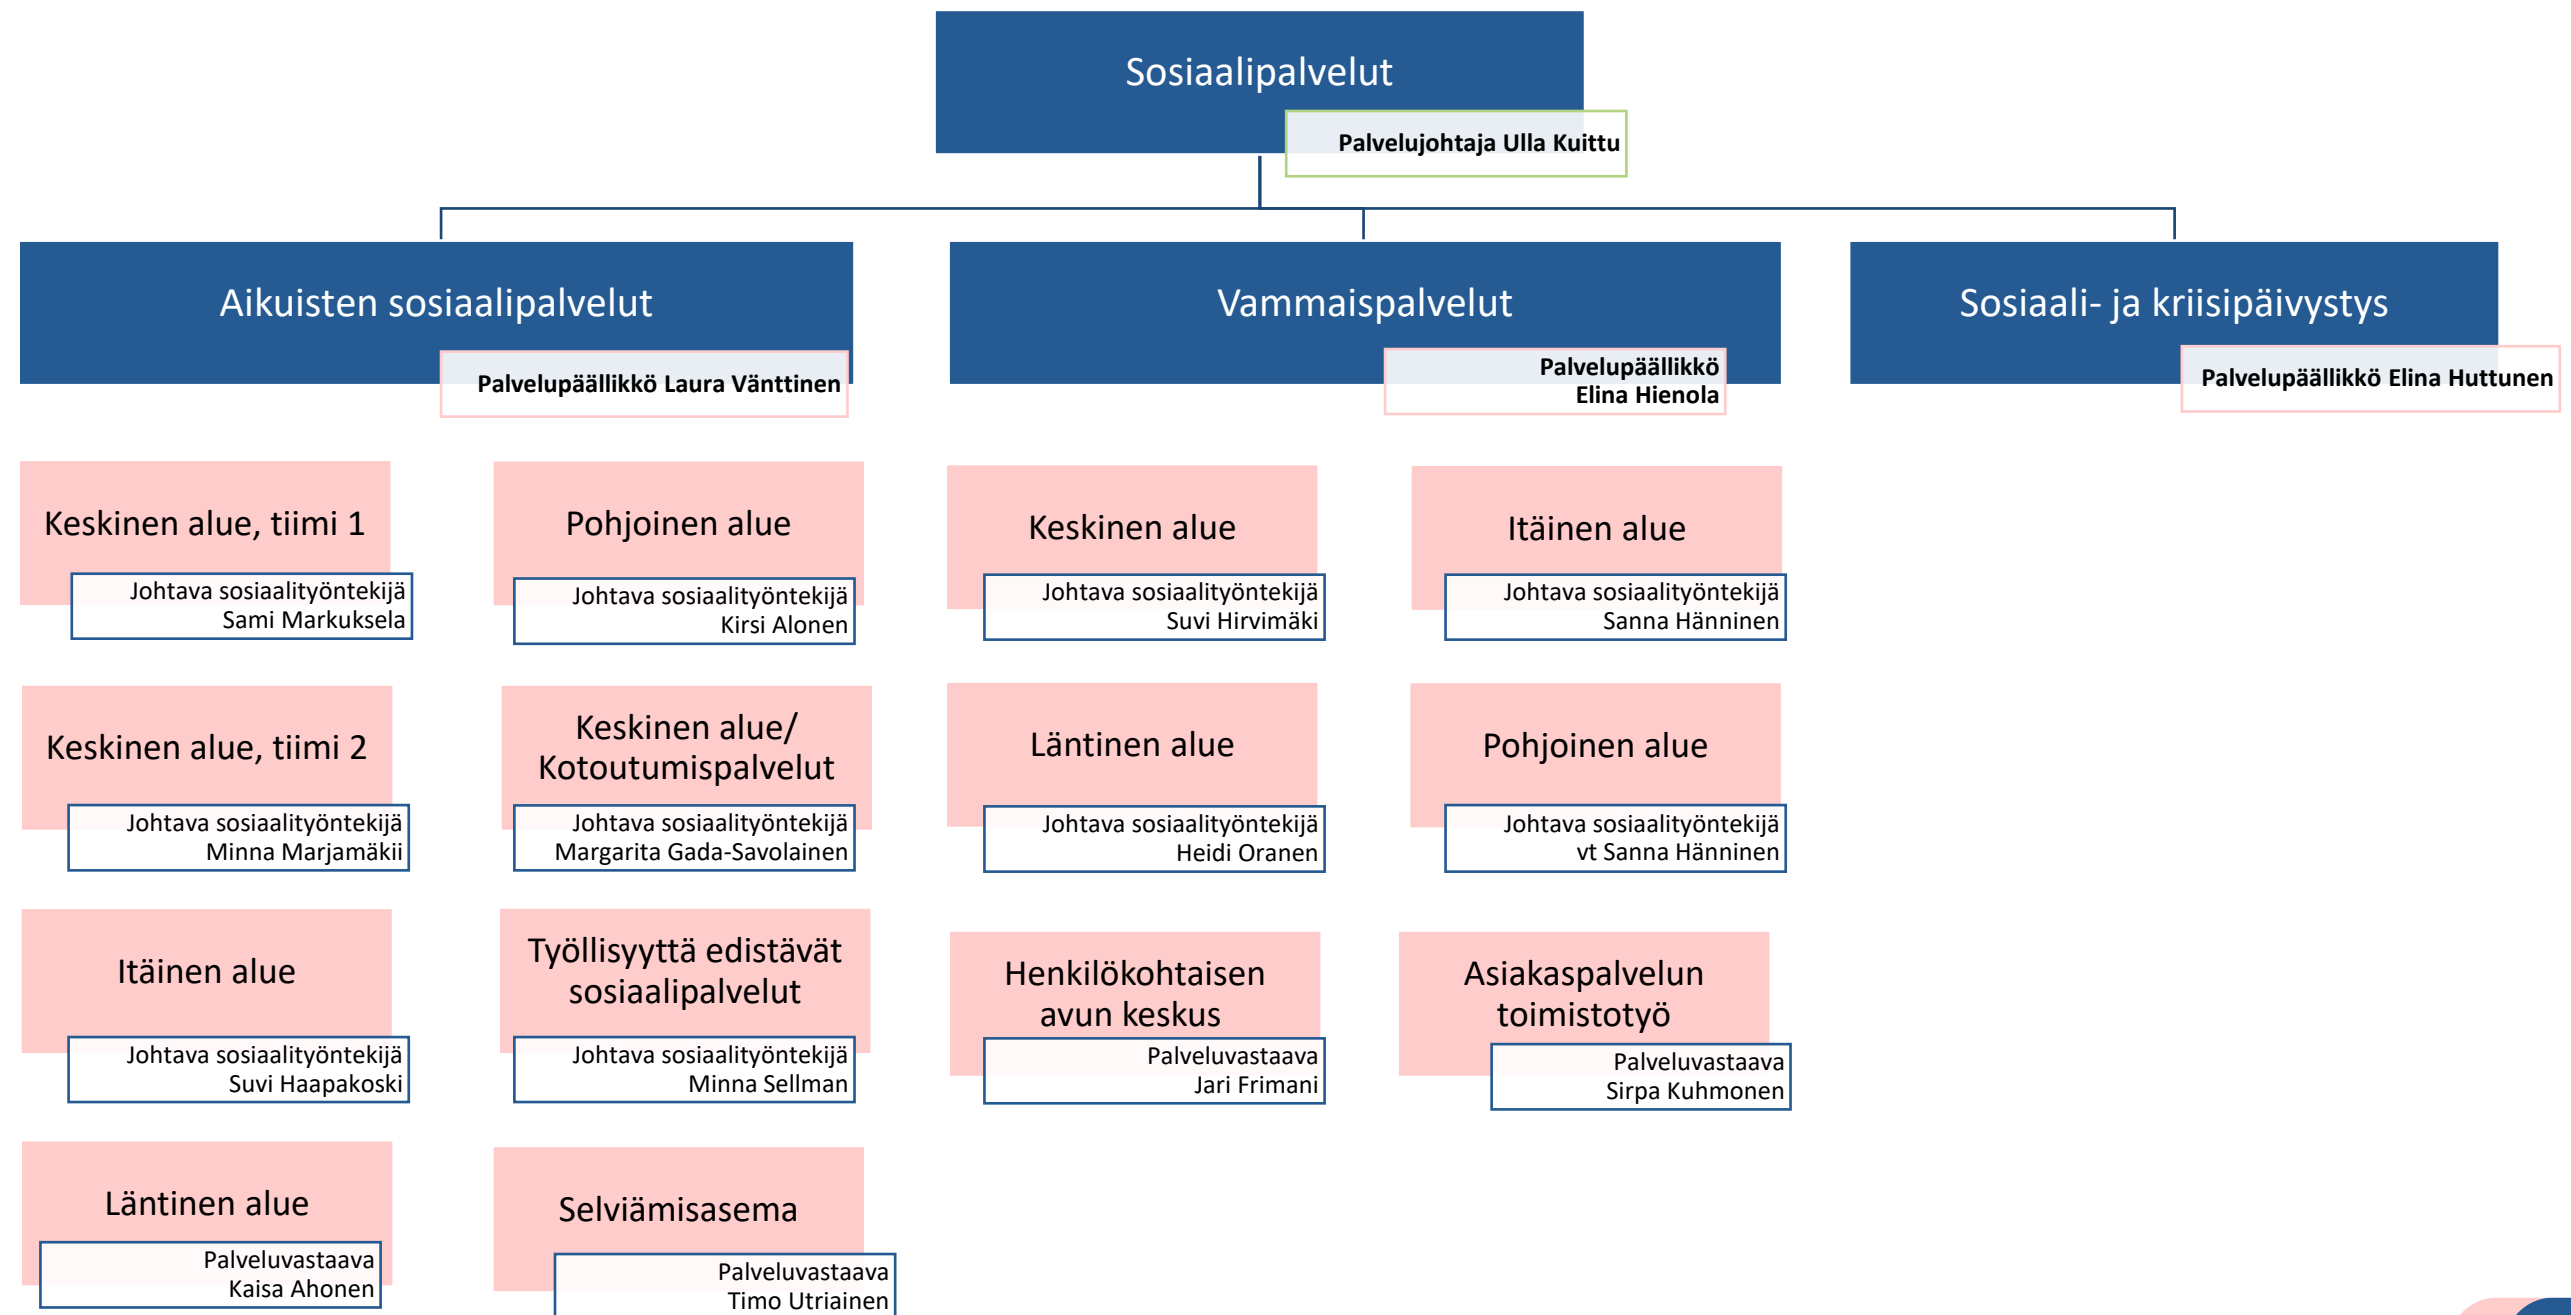 Sosiaalipalvelut
Palvelujohtaja Ulla Kuittu
Aikuisten sosiaalipalvelut
Palvelupäällikkö Laura Vänttinen
Vammaispalvelut
Palvelupäällikkö
Elina Hienola
Sosiaali- ja kriisipäivystys
Palvelupäällikkö Elina Huttunen
Keskinen alue, tiimi 1
Johtava sosiaalityöntekijä
Sami Markuksela
Pohjoinen alue
Johtava sosiaalityöntekijä
Kirsi Alonen
Keskinen alue
Johtava sosiaalityöntekijä
Suvi Hirvimäki
Itäinen alue
Johtava sosiaalityöntekijä
Sanna Hänninen
Keskinen alue, tiimi 2
Johtava sosiaalityöntekijä
Minna Marjamäkii
Keskinen alue/
Kotoutumispalvelut
Johtava sosiaalityöntekijä
Margarita Gada-Savolainen
Läntinen alue
Johtava sosiaalityöntekijä
Heidi Oranen
Pohjoinen alue
Johtava sosiaalityöntekijä
vt Sanna Hänninen
Itäinen alue
Johtava sosiaalityöntekijä
Suvi Haapakoski
Työllisyyttä edistävät
sosiaalipalvelut
Johtava sosiaalityöntekijä
Minna Sellman
Henkilökohtaisen
avun keskus
Palveluvastaava
Jari Frimani
Asiakaspalvelun
toimistotyö
Palveluvastaava
Sirpa Kuhmonen
Läntinen alue
Palveluvastaava
Kaisa Ahonen
Selviämisasema
Palveluvastaava
Timo Utriainen